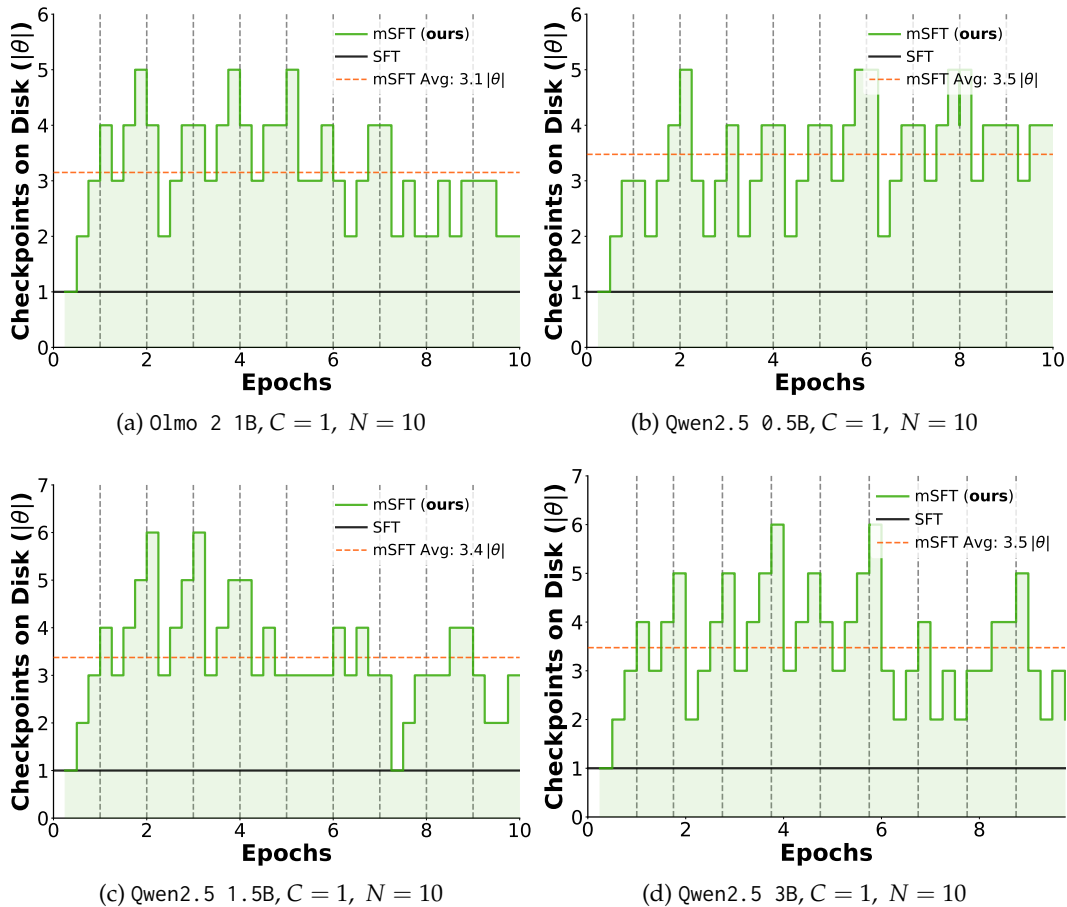 6
5
4
3
2
1
0
Checkpoints on Disk (|θ|)
mSFT (ours)
SFT
mSFT Avg: 3.1 |θ|
0 2 4 6 8 10
Epochs
(a) Olmo 2 1B, C = 1, N = 10
6
5
4
3
2
1
0
Checkpoints on Disk (|θ|)
mSFT (ours)
SFT
mSFT Avg: 3.5 |θ|
0 2 4 6 8 10
Epochs
(b) Qwen2.5 0.5B, C = 1, N = 10
7
6
5
4
3
2
1
0
Checkpoints on Disk (|θ|)
mSFT (ours)
SFT
mSFT Avg: 3.4 |θ|
0 2 4 6 8 10
Epochs
(c) Qwen2.5 1.5B, C = 1, N = 10
7
6
5
4
3
2
1
0
Checkpoints on Disk (|θ|)
mSFT (ours)
SFT
mSFT Avg: 3.5 |θ|
0 2 4 6 8
Epochs
(d) Qwen2.5 3B, C = 1, N = 10